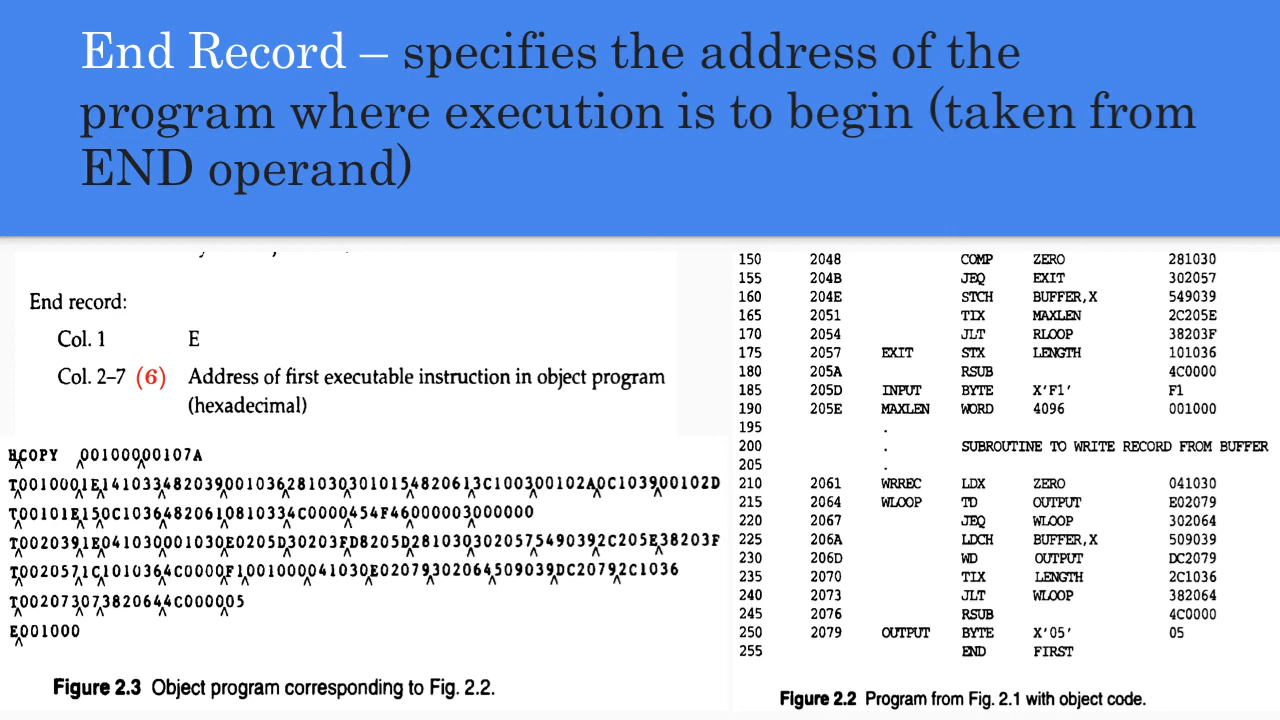 End Record – specifies the address of the
program where execution is to begin (taken from
END operand)
End record:
Col. 1 E
Col. 2–7 (6) Address of first executable instruction in object program
(hexadecimal)
HCOPY 00100000107A
T0010001E1410334820390010362810303010154820613C100300102A0C103900102D
T00101E150C10364820610810334C0000454F46000003000000
T0020391E041030001030E0205D30203FD8205D2810303020575490392C205E38203F
T0020571C1010364C0000F1001000041030E02079302064509039DC20792C1036
T002073073820644C000005
E001000
Figure 2.3 Object program corresponding to Fig. 2.2.
150 2048 COMP ZERO 281030
155 204B JEQ EXIT 302057
160 204E STCH BUFFER,X 549039
165 2051 TIX MAXLEN 2C205E
170 2054 JLT RLOOP 38203F
175 2057 EXIT STX LENGTH 101036
180 205A RSUB 4C0000
185 205D INPUT BYTE X'F1' F1
190 205E MAXLEN WORD 4096 001000
195 .
200 . SUBROUTINE TO WRITE RECORD FROM BUFFER
205 .
210 2061 WRREC LDX ZERO 041030
215 2064 WLOOP TD OUTPUT E02079
220 2067 JEQ WLOOP 302064
225 206A LDCH BUFFER,X 509039
230 206D WD OUTPUT DC2079
235 2070 TIX LENGTH 2C1036
240 2073 JLT WLOOP 382064
245 2076 RSUB 4C0000
250 2079 OUTPUT BYTE X'05' 05
255 END FIRST
Figure 2.2 Program from Fig. 2.1 with object code.